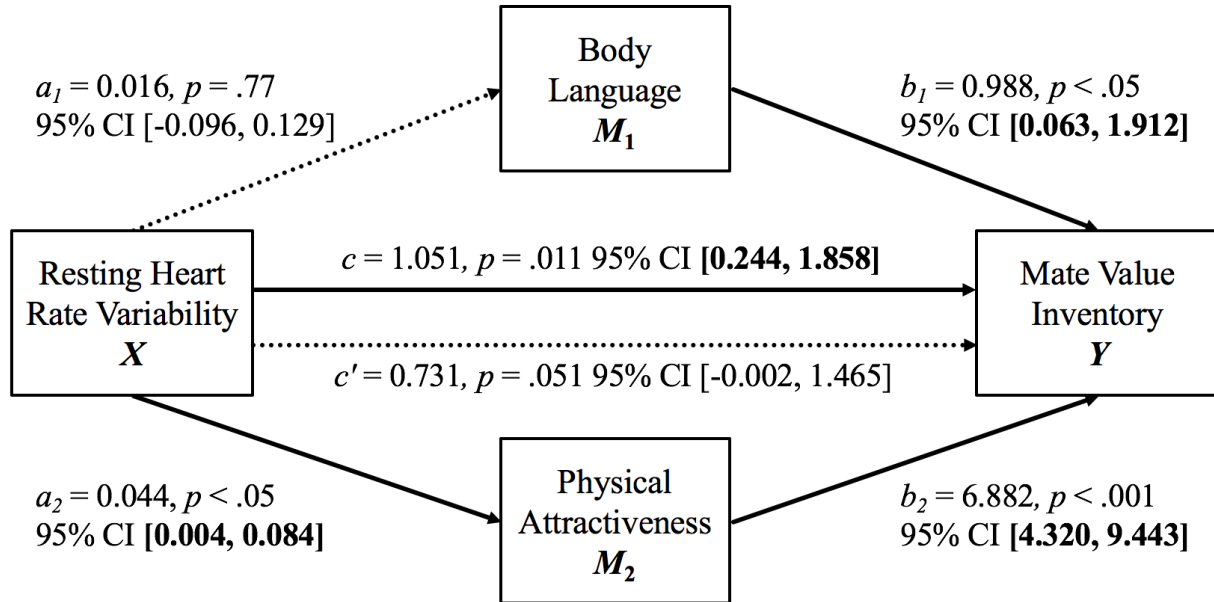 Body
Language
M₁
a₁ = 0.016, p = .77
95% CI [-0.096, 0.129]
b₁ = 0.988, p < .05
95% CI [0.063, 1.912]
Resting Heart
Rate Variability
X
c = 1.051, p = .011 95% CI [0.244, 1.858]
c' = 0.731, p = .051 95% CI [-0.002, 1.465]
Mate Value
Inventory
Y
a₂ = 0.044, p < .05
95% CI [0.004, 0.084]
Physical
Attractiveness
M₂
b₂ = 6.882, p < .001
95% CI [4.320, 9.443]